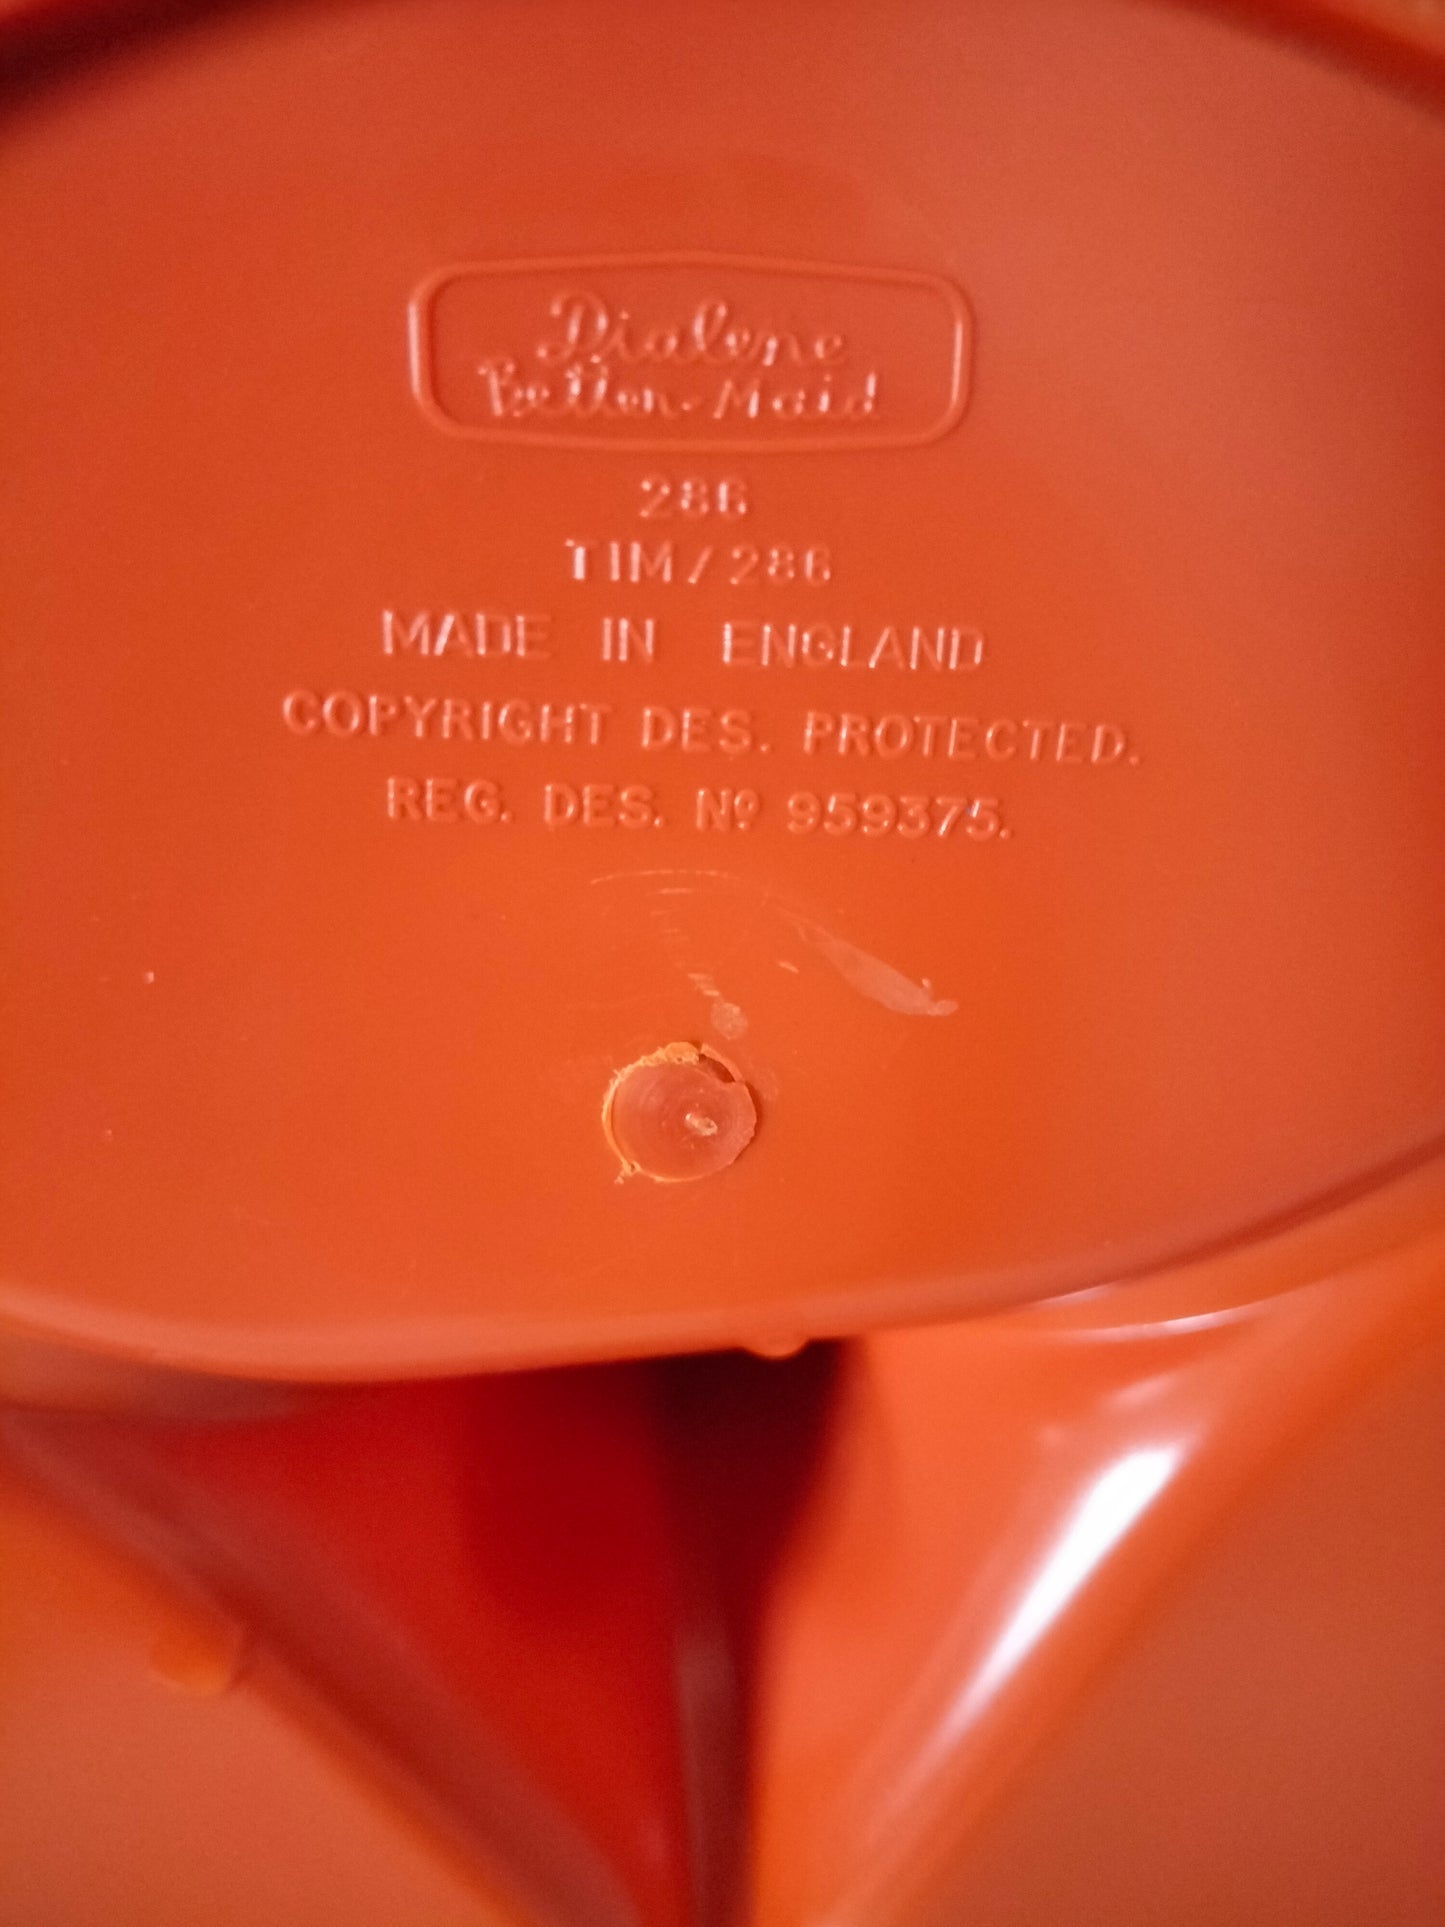 Dialene
Better-Maid
286
TIM/286
MADE IN ENGLAND
COPYRIGHT DES. PROTECTED.
REG. DES. Nº 959375.